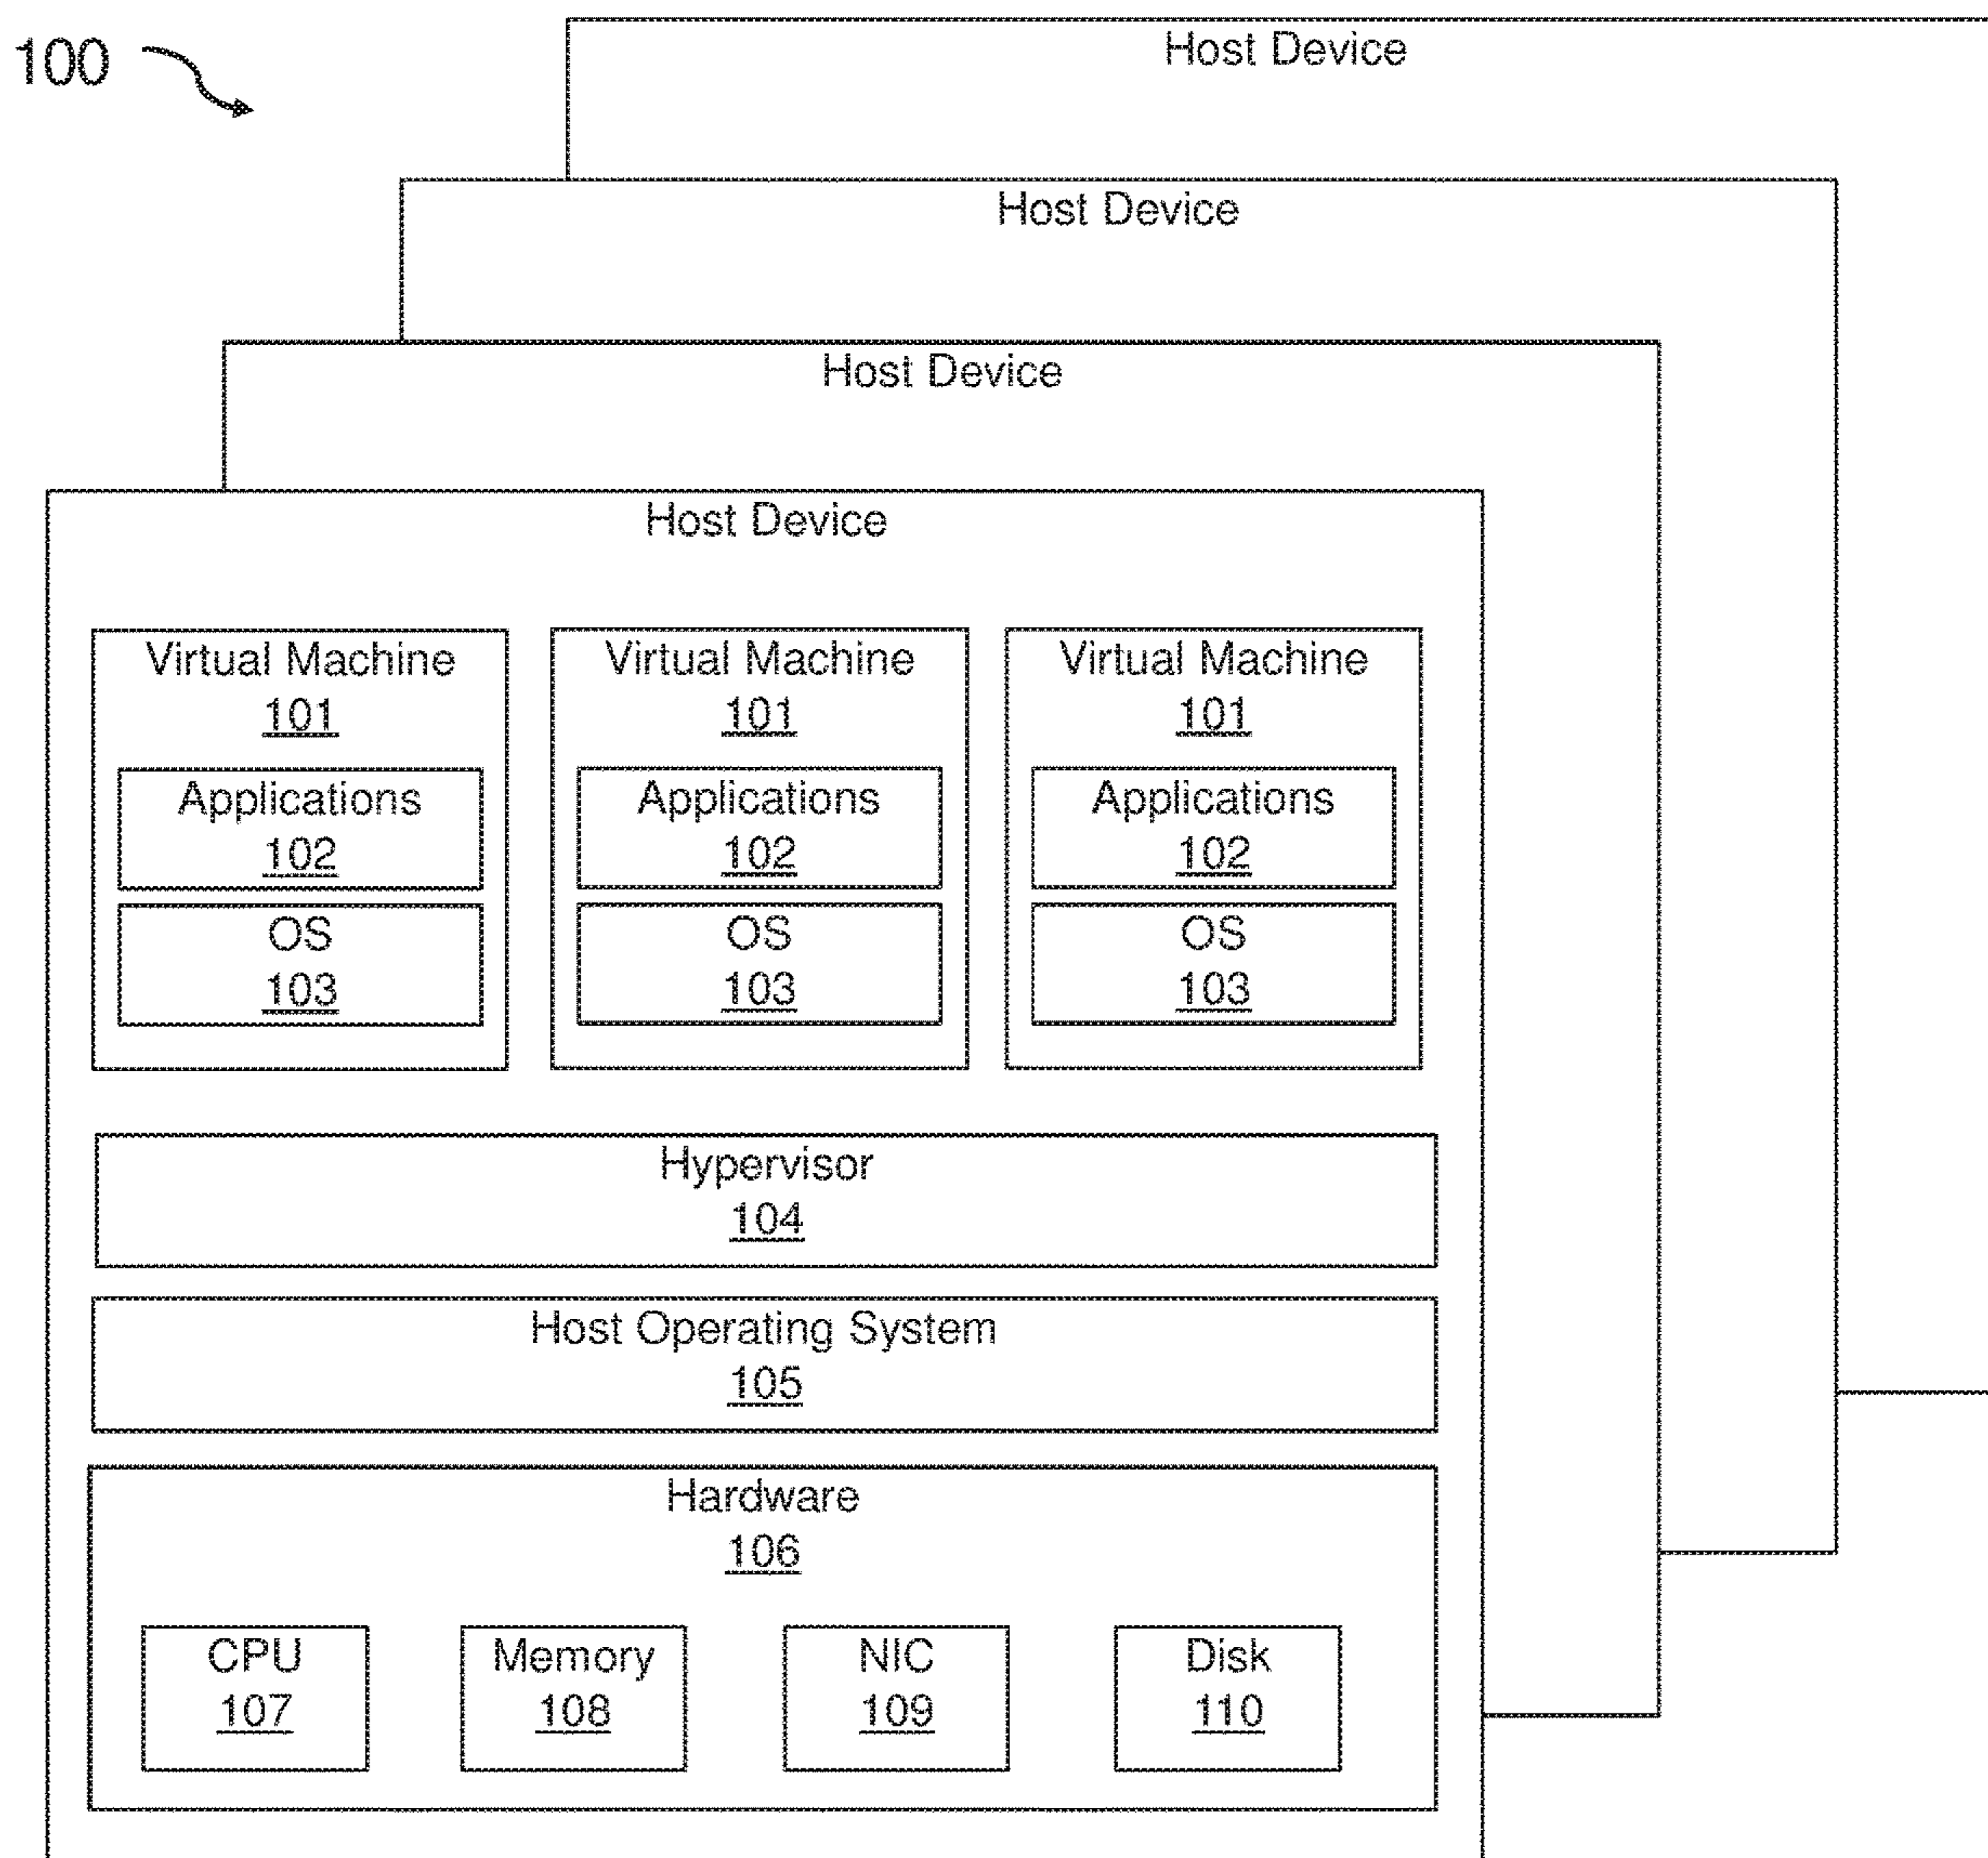 100
Host Device
Host Device
Host Device
Host Device
Virtual Machine
101
Applications
102
OS
103
Virtual Machine
101
Applications
102
OS
103
Virtual Machine
101
Applications
102
OS
103
Hypervisor
104
Host Operating System
105
Hardware
106
CPU
107
Memory
108
NIC
109
Disk
110